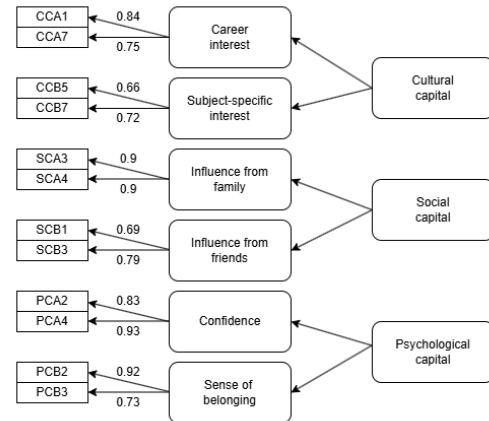 CCA1
0.84
CCA7
0.75
Career
interest
CCB5
0.66
CCB7
0.72
Subject-specific
interest
Cultural
capital
SCA3
0.9
SCA4
0.9
Influence from
family
SCB1
0.69
SCB3
0.79
Influence from
friends
Social
capital
PCA2
0.83
PCA4
0.93
Confidence
PCB2
0.92
PCB3
0.73
Sense of
belonging
Psychological
capital